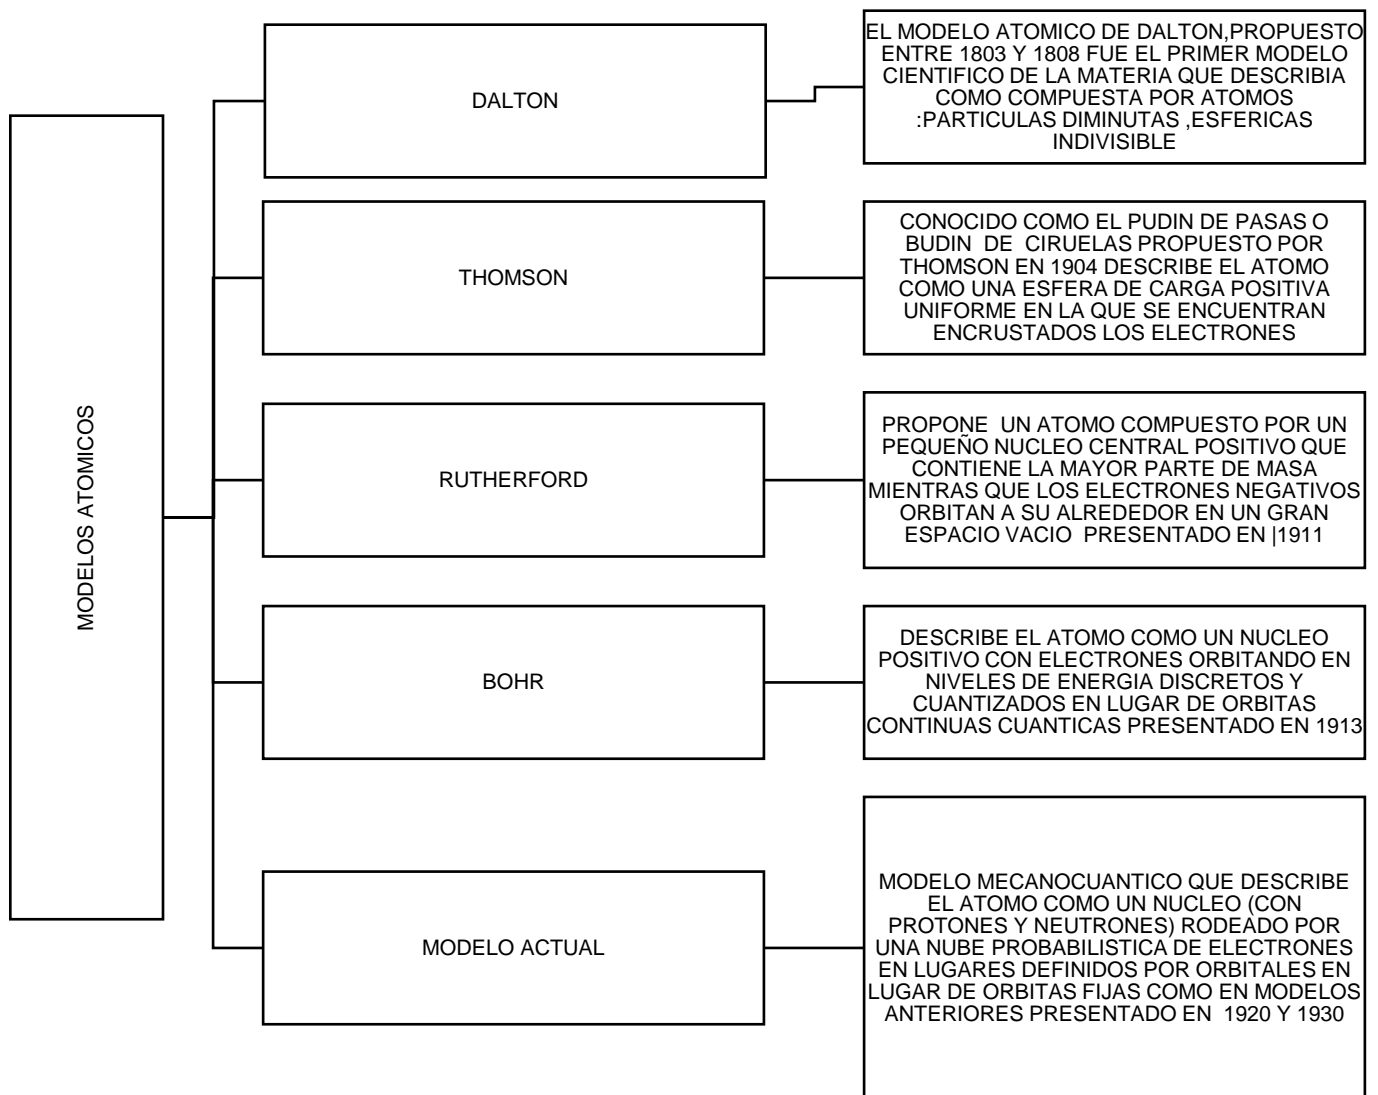 MODELOS ATOMICOS
DALTON
EL MODELO ATOMICO DE DALTON,PROPUESTO
ENTRE 1803 Y 1808 FUE EL PRIMER MODELO
CIENTIFICO DE LA MATERIA QUE DESCRIBIA
COMO COMPUESTA POR ATOMOS
:PARTICULAS DIMINUTAS ,ESFERICAS
INDIVISIBLE
THOMSON
CONOCIDO COMO EL PUDIN DE PASAS O
BUDIN DE CIRUELAS PROPUESTO POR
THOMSON EN 1904 DESCRIBE EL ATOMO
COMO UNA ESFERA DE CARGA POSITIVA
UNIFORME EN LA QUE SE ENCUENTRAN
ENCRUSTADOS LOS ELECTRONES
RUTHERFORD
PROPONE UN ATOMO COMPUESTO POR UN
PEQUEÑO NUCLEO CENTRAL POSITIVO QUE
CONTIENE LA MAYOR PARTE DE MASA
MIENTRAS QUE LOS ELECTRONES NEGATIVOS
ORBITAN A SU ALREDEDOR EN UN GRAN
ESPACIO VACIO PRESENTADO EN |1911
BOHR
DESCRIBE EL ATOMO COMO UN NUCLEO
POSITIVO CON ELECTRONES ORBITANDO EN
NIVELES DE ENERGIA DISCRETOS Y
CUANTIZADOS EN LUGAR DE ORBITAS
CONTINUAS CUANTICAS PRESENTADO EN 1913
MODELO ACTUAL
MODELO MECANOCUANTICO QUE DESCRIBE
EL ATOMO COMO UN NUCLEO (CON
PROTONES Y NEUTRONES) RODEADO POR
UNA NUBE PROBABILISTICA DE ELECTRONES
EN LUGARES DEFINIDOS POR ORBITALES EN
LUGAR DE ORBITAS FIJAS COMO EN MODELOS
ANTERIORES PRESENTADO EN 1920 Y 1930